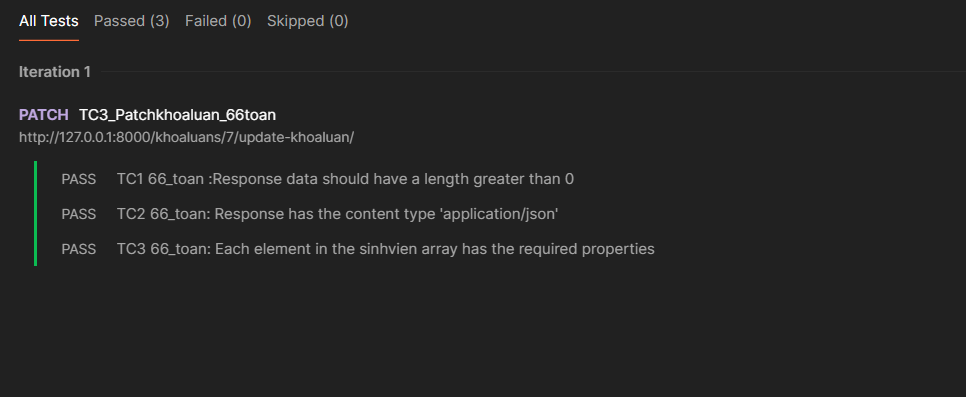 All Tests Passed (3) Failed (0) Skipped (0)
Iteration 1
PATCH TC3_Patchkhoaluan_66toan
http://127.0.0.1:8000/khoaluans/7/update-khoaluan/
PASS TC1 66_toan :Response data should have a length greater than 0
PASS TC2 66_toan: Response has the content type 'application/json'
PASS TC3 66_toan: Each element in the sinhvien array has the required properties